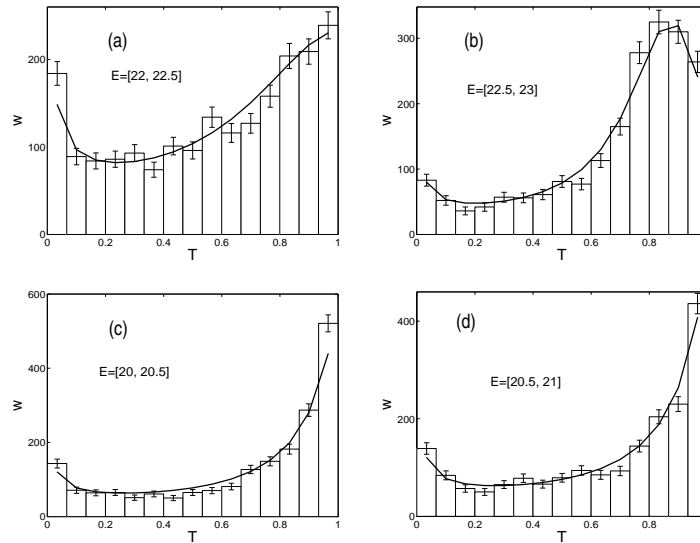 (a)
E=[22, 22.5]
w
200
100
0
0 0.2 0.4 0.6 0.8 1
T
(b)
E=[22.5, 23]
w
300
200
100
0
0 0.2 0.4 0.6 0.8
T
(c)
E=[20, 20.5]
w
600
400
200
0
0 0.2 0.4 0.6 0.8 1
T
(d)
E=[20.5, 21]
w
400
200
0
0 0.2 0.4 0.6 0.8
T